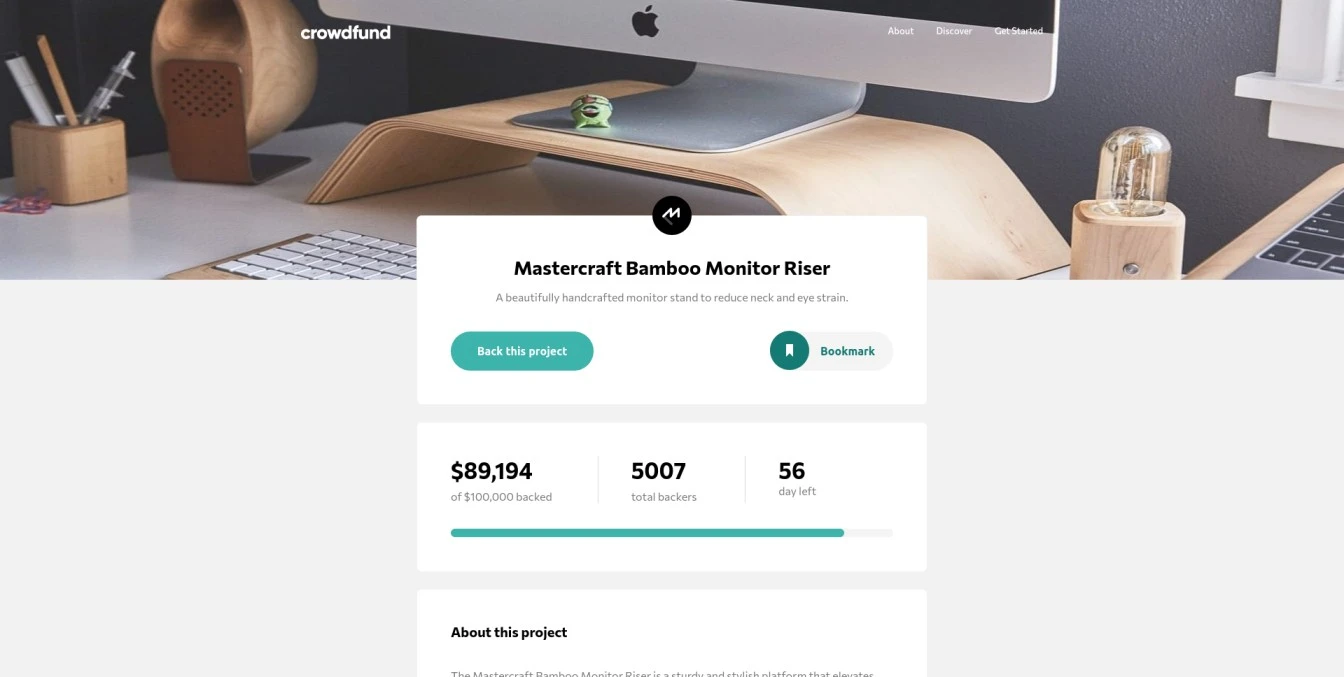 crowdfund
About Discover Get Started
Mastercraft Bamboo Monitor Riser
A beautifully handcrafted monitor stand to reduce neck and eye strain.
Back this project
Bookmark
$89,194
of $100,000 backed
5007
total backers
56
day left
About this project
The Mastercraft Bamboo Monitor Riser is a sturdy and stylish platform that elevates